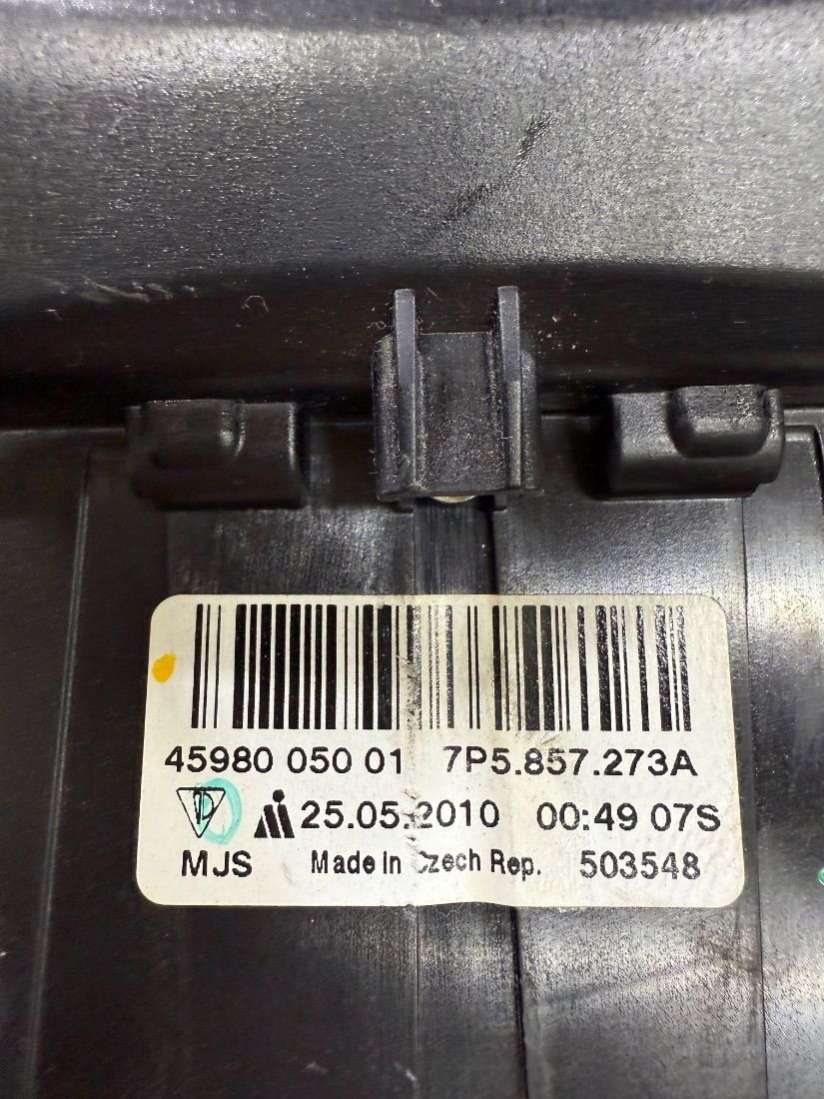 45980 050 01 7P5.857.273A
25.05.2010 00:49 07S
MJS Made in Czech Rep. 503548